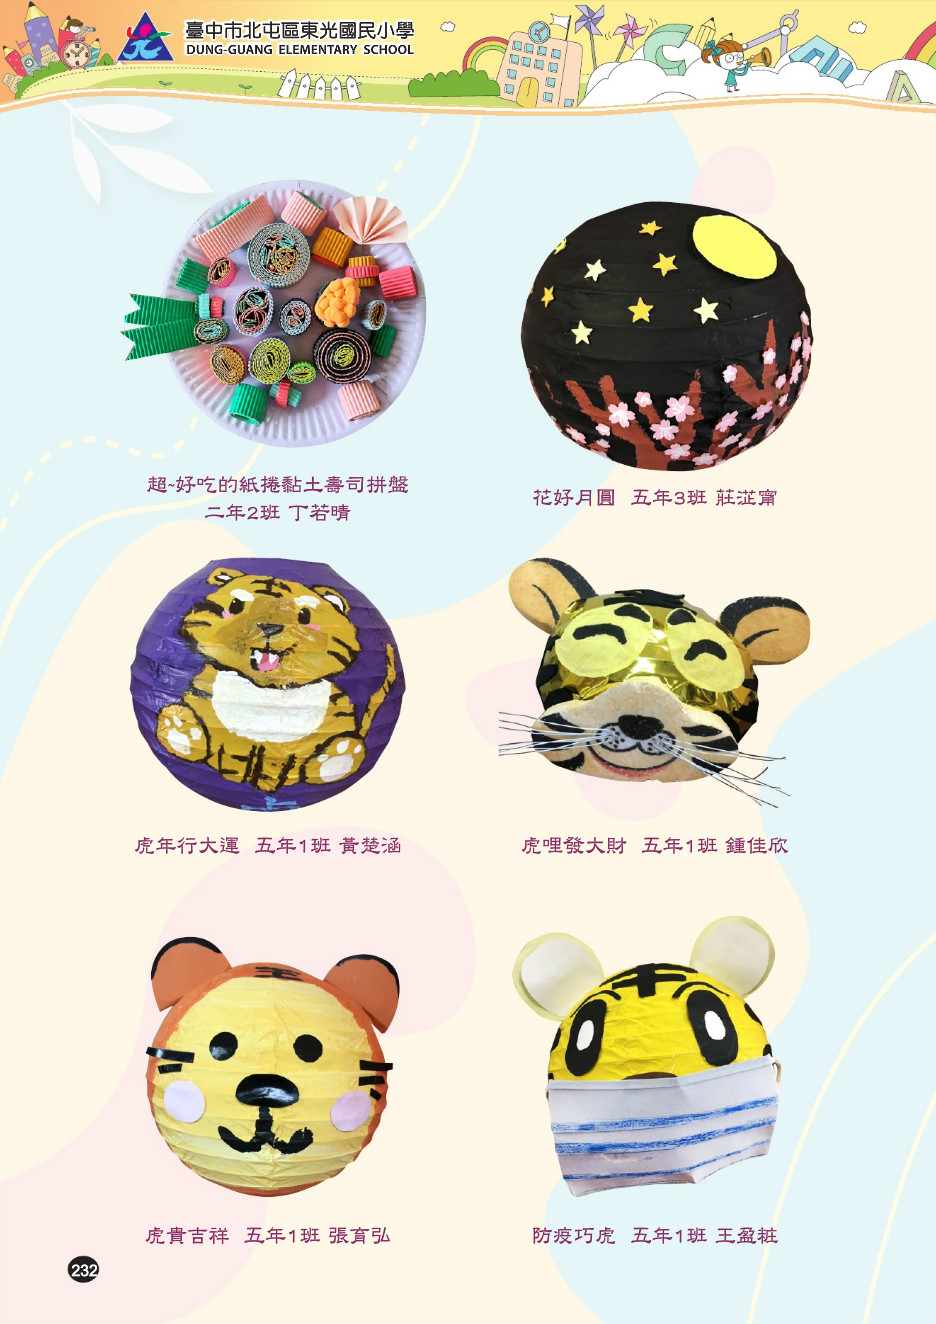 臺中市北屯區東光國民小學
DUNG-GUANG ELEMENTARY SCHOOL
超~好吃的紙捲黏土壽司拼盤
二年2班 丁若晴
花好月圓 五年3班 莊淽甯
虎年行大運 五年1班 黃楚涵
虎哩發大財 五年1班 鍾佳欣
虎貴吉祥 五年1班 張育弘
防疫巧虎 五年1班 王盈粧
232